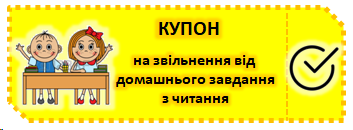 КУПОН
на звільнення від
домашнього завдання
з читання